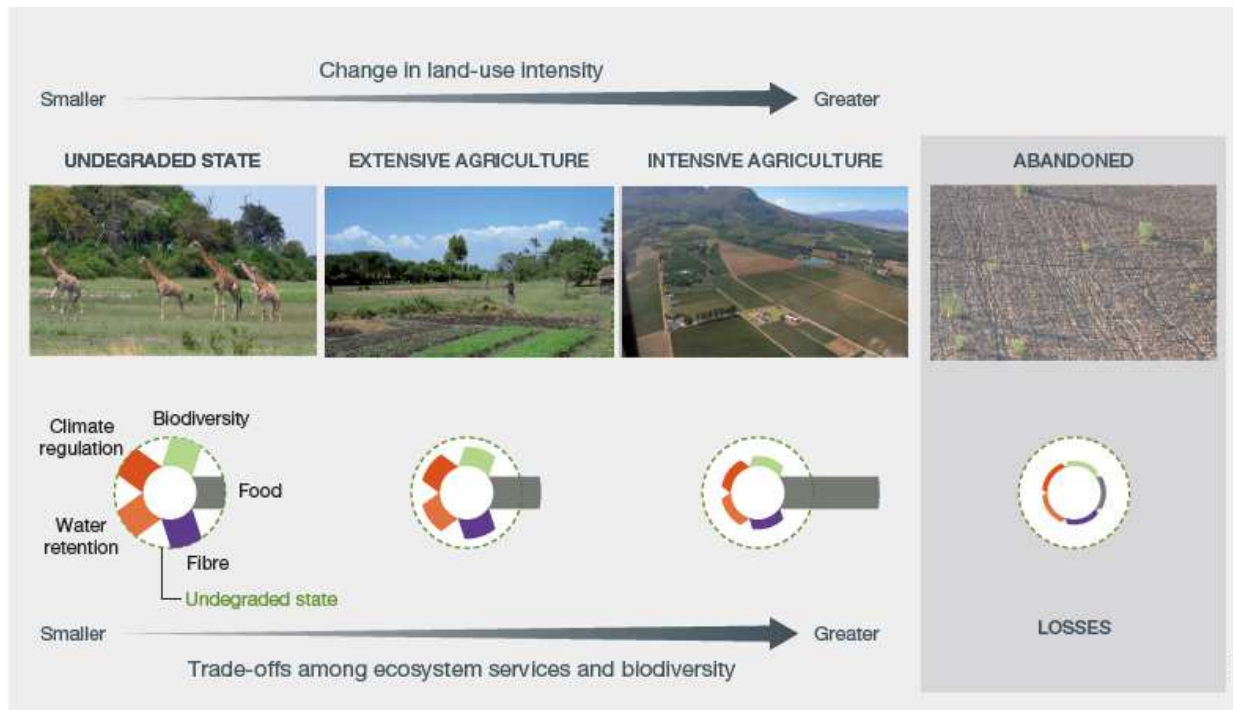 Change in land-use intensity
Smaller
Greater
UNDEGRADED STATE
EXTENSIVE AGRICULTURE
INTENSIVE AGRICULTURE
ABANDONED
Climate
regulation
Biodiversity
Food
Water
retention
Fibre
Undegraded state
Smaller
Greater
LOSSES
Trade-offs among ecosystem services and biodiversity